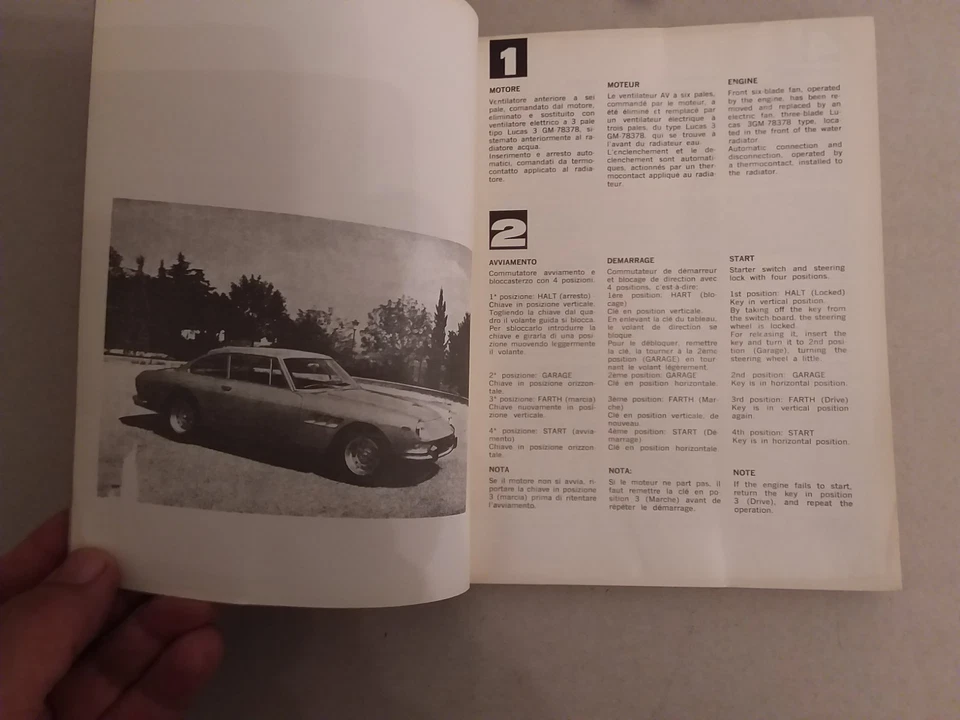 1
MOTORE
Ventilatore anteriore a sei
pale, comandato dal motore,
eliminato e sostituito con
ventilatore elettrico a 3 pale
tipo Lucas 3 GM-78378, si-
stemato anteriormente al ra-
diatore acqua.
Inserimento e arresto auto-
matici, comandati da termo-
contatto applicato al radia-
tore.
MOTEUR
Le ventilateur AV à six pales,
commandé par le moteur, a
été éliminé et remplacé par
un ventilateur électrique à
trois pales, du type Lucas 3
GM-78378, qui se trouve à
l'avant du radiateur eau.
L'enclenchement et le dé-
clenchement sont automati-
ques, actionnés par un ther-
mocontact appliqué au radia-
teur.
ENGINE
Front six-blade fan, operated
by the engine, has been re-
moved and replaced by an
electric fan, three-blade Lu-
cas 3GM-78378 type, loca-
ted in the front of the water
radiator.
Automatic connection and
disconnection, operated by
a thermocontact, installed to
the radiator.
2
AVVIAMENTO
Commutatore avviamento e
bloccasterzo con 4 posizioni:
1ª posizione: HALT (arresto)
Chiave in posizione verticale.
Togliendo la chiave dal qua-
dro il volante guida si blocca.
Per sbloccarlo introdurre la
chiave e girarla di una posi-
zione muovendo leggermente
il volante.
2ª posizione: GARAGE
Chiave in posizione orizzon-
tale.
3ª posizione: FARTH (marcia)
Chiave nuovamente in posi-
zione verticale.
4ª posizione: START (avvia-
mento)
Chiave in posizione orizzon-
tale.
NOTA
Se il motore non si avvia, ri-
portare la chiave in posizione
3 (marcia) prima di ritentare
l'avviamento.
DEMARRAGE
Commutateur de démarreur
et blocage de direction avec
4 positions, c'est-à-dire:
1ère position: HART (blo-
cage)
Clé en position verticale.
En enlevant la clé du tableau,
le volant de direction se
bloque.
Pour le débloquer, remettre
la clé, la tourner à la 2ème
position (GARAGE) en tour-
nant le volant légèrement.
2ème position: GARAGE
Clé en position horizontale.
3ème position: FARTH (Mar-
che)
Clé en position verticale, de
nouveau.
4ème position: START (Dé-
marrage)
Clé en position horizontale
NOTA:
Si le moteur ne part pas, il
faut remettre la clé en po-
sition 3 (Marche) avant de
répéter le démarrage.
START
Starter switch and steering
lock with four positions.
1st position: HALT (Locked)
Key in vertical position.
By taking off the key from
the switch board, the steering
wheel is locked.
For releasing it, insert the
key and turn it to 2nd posi-
tion (Garage), turning the
steering wheel a little.
2nd position: GARAGE
Key is in horizontal position.
3rd position: FARTH (Drive)
Key is in vertical position
again.
4th position: START
Key is in horizontal position.
NOTE
If the engine fails to start,
return the key in position
3 (Drive), and repeat the
operation.